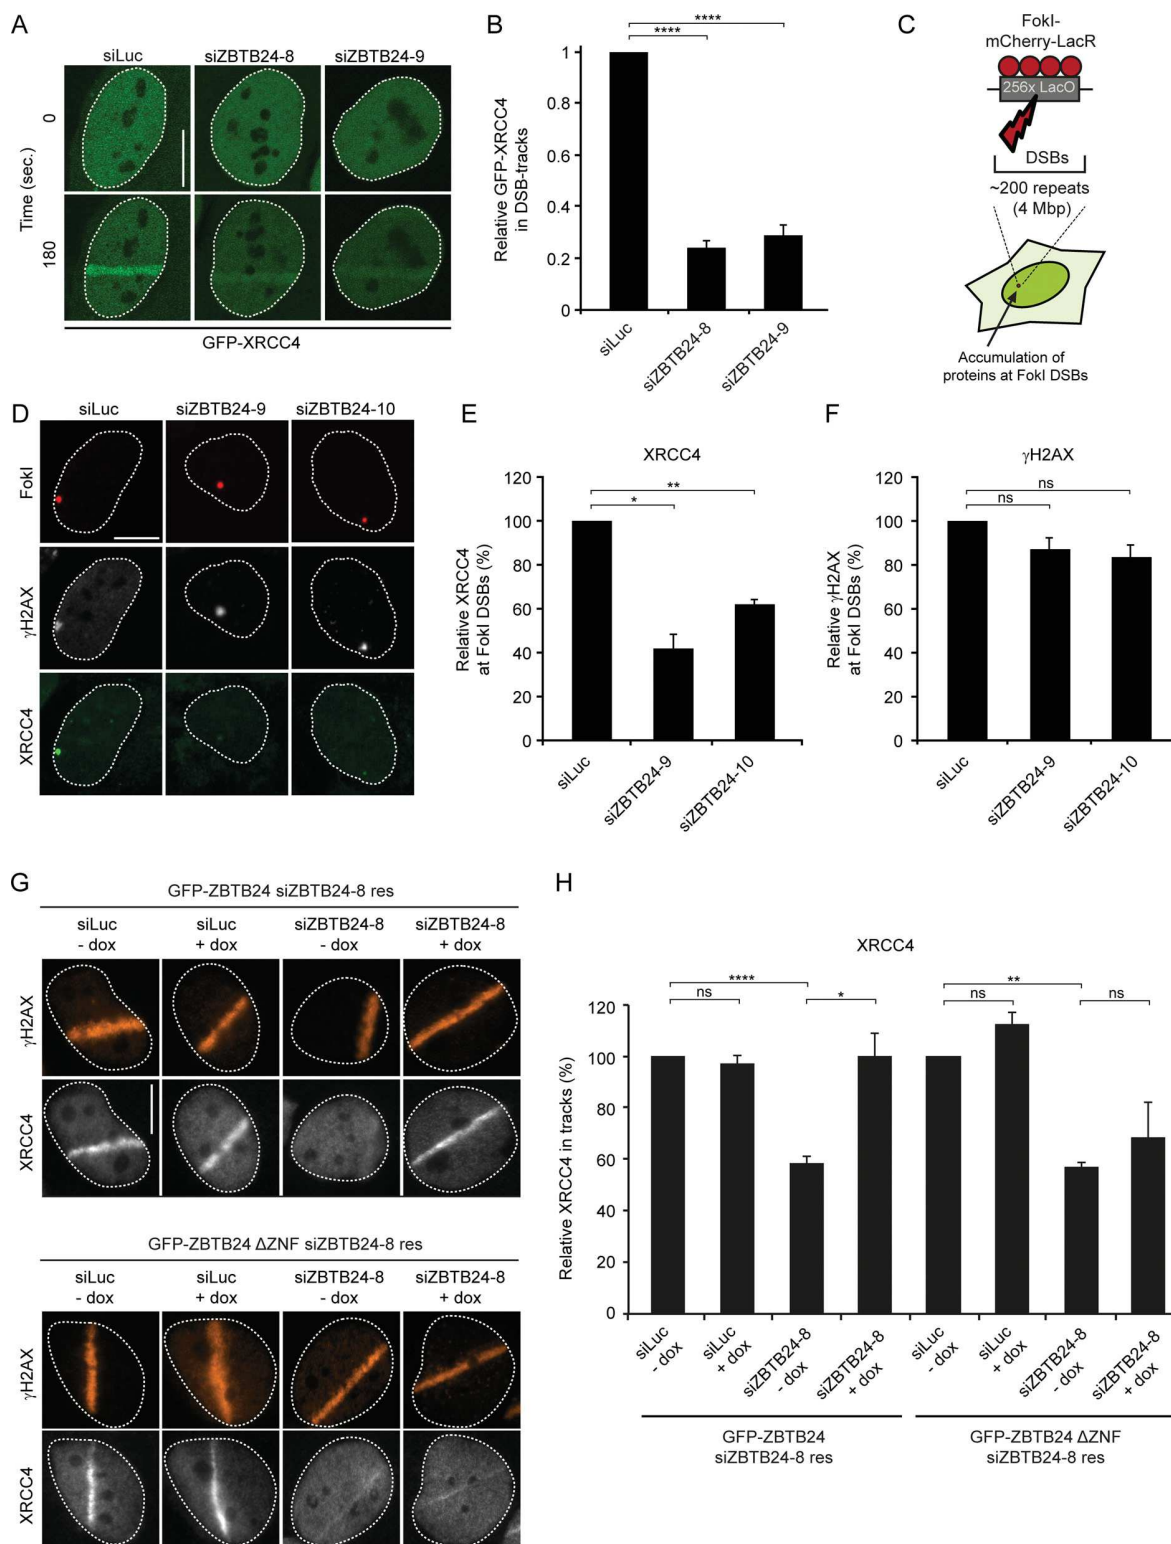 A
siLuc
siZBTB24-8
siZBTB24-9
Time (sec.)
0
180
GFP-XRCC4
B
Relative GFP-XRCC4
in DSB-tracks
****
****
1
0.8
0.6
0.4
0.2
0
siLuc
siZBTB24-8
siZBTB24-9
C
FokI-
mCherry-LacR
256x LacO
DSBs
~200 repeats
(4 Mbp)
Accumulation of
proteins at FokI DSBs
D
siLuc
siZBTB24-9
siZBTB24-10
FokI
γH2AX
XRCC4
E
XRCC4
Relative XRCC4
at FokI DSBs (%)
120
100
80
60
40
20
0
**
*
siLuc
siZBTB24-9
siZBTB24-10
F
γH2AX
Relative γH2AX
at FokI DSBs (%)
120
100
80
60
40
20
0
ns
ns
siLuc
siZBTB24-9
siZBTB24-10
G
GFP-ZBTB24 siZBTB24-8 res
siLuc
- dox
siLuc
+ dox
siZBTB24-8
- dox
siZBTB24-8
+ dox
γH2AX
XRCC4
GFP-ZBTB24 ΔZNF siZBTB24-8 res
siLuc
- dox
siLuc
+ dox
siZBTB24-8
- dox
siZBTB24-8
+ dox
γH2AX
XRCC4
H
XRCC4
Relative XRCC4 in tracks (%)
120
100
80
60
40
20
0
****
ns
*
**
ns
ns
siLuc
- dox
siLuc
+ dox
siZBTB24-8
- dox
siZBTB24-8
+ dox
siLuc
- dox
siLuc
+ dox
siZBTB24-8
- dox
siZBTB24-8
+ dox
GFP-ZBTB24
siZBTB24-8 res
GFP-ZBTB24 ΔZNF
siZBTB24-8 res